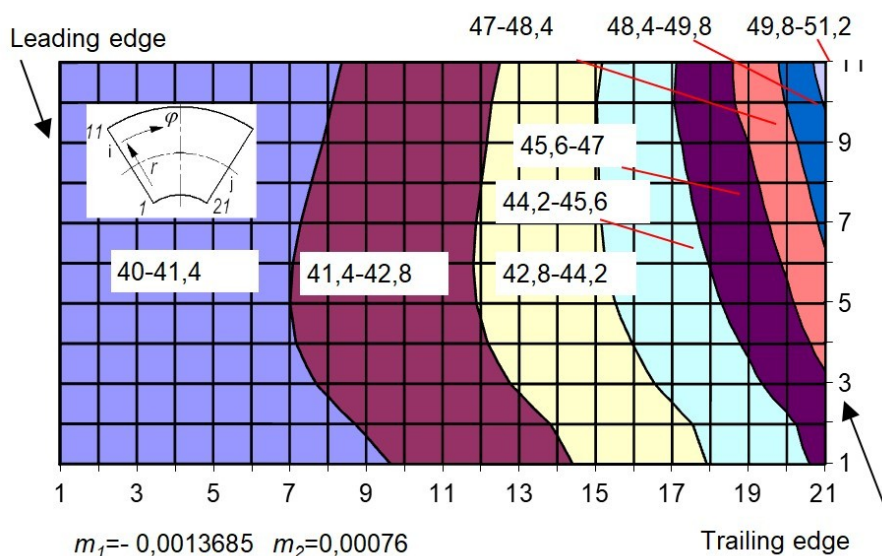 47-48,4 48,4-49,8 49,8-51,2
Leading edge
11
11 φ
i
r
j
1
21
9
45,6-47
44,2-45,6
7
40-41,4 41,4-42,8 42,8-44,2
5
3
1
1 3 5 7 9 11 13 15 17 19 21
m₁=- 0,0013685 m₂=0,00076
Trailing edge